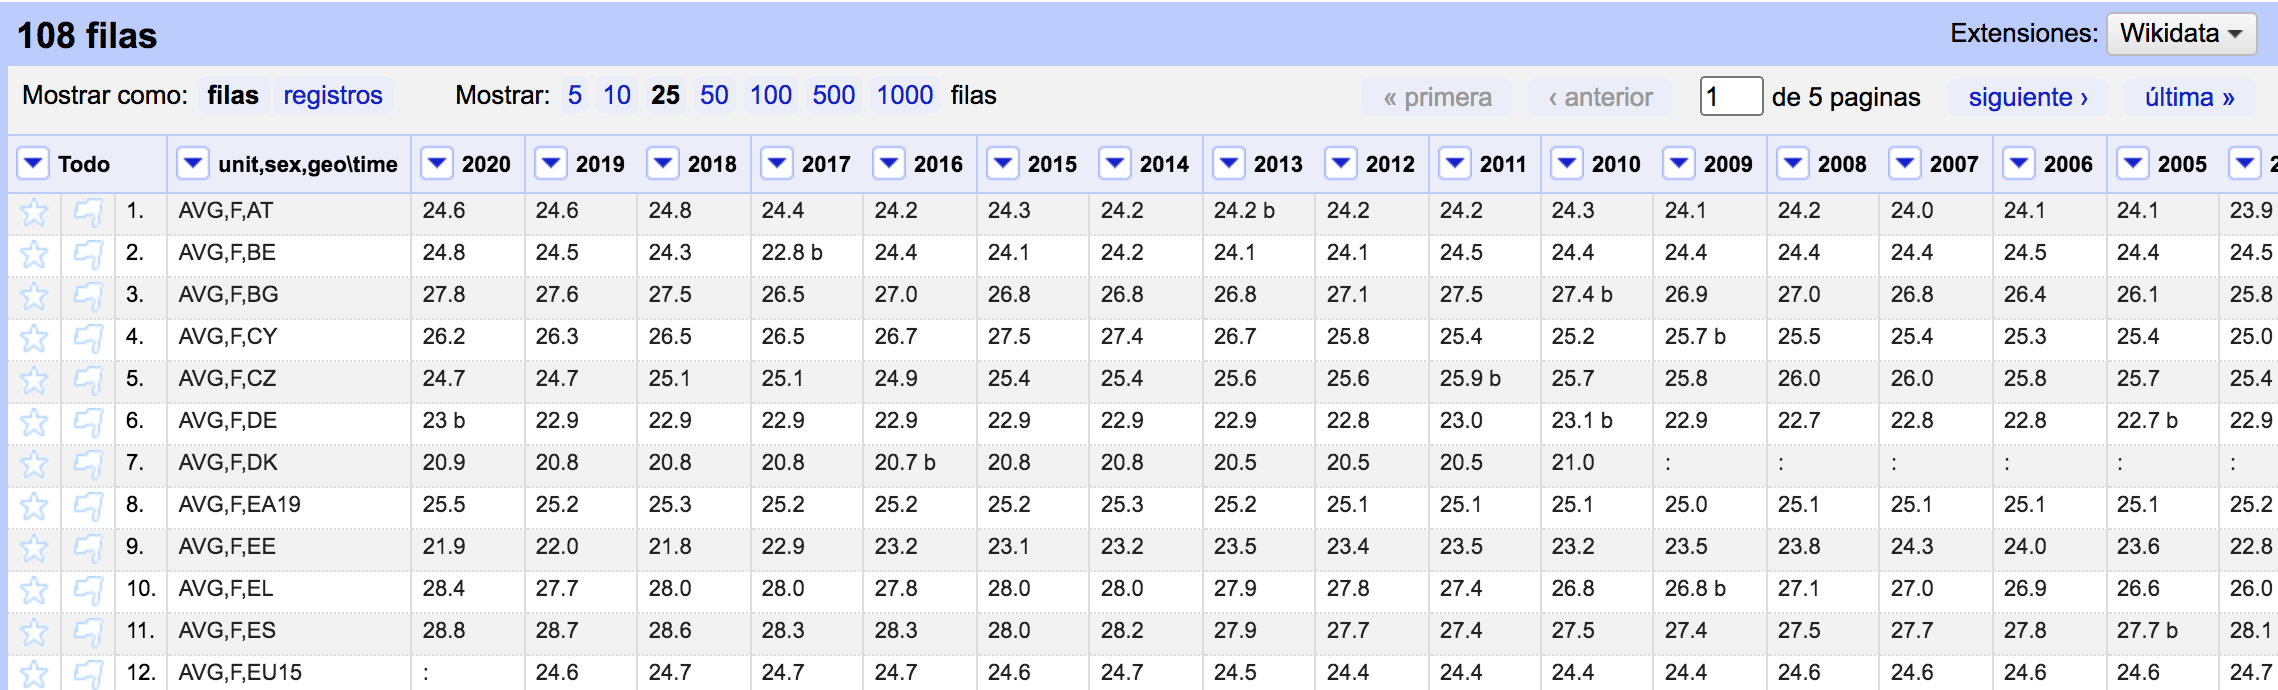 108 filas Extensiones: Wikidata
Mostrar como: filas registros Mostrar: 5 10 25 50 100 500 1000 filas « primera ‹ anterior 1 de 5 paginas siguiente › última »
Todo unit,sex,geo\time 2020 2019 2018 2017 2016 2015 2014 2013 2012 2011 2010 2009 2008 2007 2006 2005
1. AVG,F,AT 24.6 24.6 24.8 24.4 24.2 24.3 24.2 24.2 b 24.2 24.2 24.3 24.1 24.2 24.0 24.1 24.1 23.9
2. AVG,F,BE 24.8 24.5 24.3 22.8 b 24.4 24.1 24.2 24.1 24.1 24.5 24.4 24.4 24.4 24.4 24.5 24.4 24.5
3. AVG,F,BG 27.8 27.6 27.5 26.5 27.0 26.8 26.8 26.8 27.1 27.5 27.4 b 26.9 27.0 26.8 26.4 26.1 25.8
4. AVG,F,CY 26.2 26.3 26.5 26.5 26.7 27.5 27.4 26.7 25.8 25.4 25.2 25.7 b 25.5 25.4 25.3 25.4 25.0
5. AVG,F,CZ 24.7 24.7 25.1 25.1 24.9 25.4 25.4 25.6 25.6 25.9 b 25.7 25.8 26.0 26.0 25.8 25.7 25.4
6. AVG,F,DE 23 b 22.9 22.9 22.9 22.9 22.9 22.9 22.9 22.8 23.0 23.1 b 22.9 22.7 22.8 22.8 22.7 b 22.9
7. AVG,F,DK 20.9 20.8 20.8 20.8 20.7 b 20.8 20.8 20.5 20.5 20.5 21.0 : : : : : :
8. AVG,F,EA19 25.5 25.2 25.3 25.2 25.2 25.2 25.3 25.2 25.1 25.1 25.1 25.0 25.1 25.1 25.1 25.1 25.2
9. AVG,F,EE 21.9 22.0 21.8 22.9 23.2 23.1 23.2 23.5 23.4 23.5 23.2 23.5 23.8 24.3 24.0 23.6 22.8
10. AVG,F,EL 28.4 27.7 28.0 28.0 27.8 28.0 28.0 27.9 27.8 27.4 26.8 26.8 b 27.1 27.0 26.9 26.6 26.0
11. AVG,F,ES 28.8 28.7 28.6 28.3 28.3 28.0 28.2 27.9 27.7 27.4 27.5 27.4 27.5 27.7 27.8 27.7 b 28.1
12. AVG,F,EU15 : 24.6 24.7 24.7 24.7 24.6 24.7 24.5 24.4 24.4 24.4 24.4 24.6 24.6 24.6 24.6 24.7